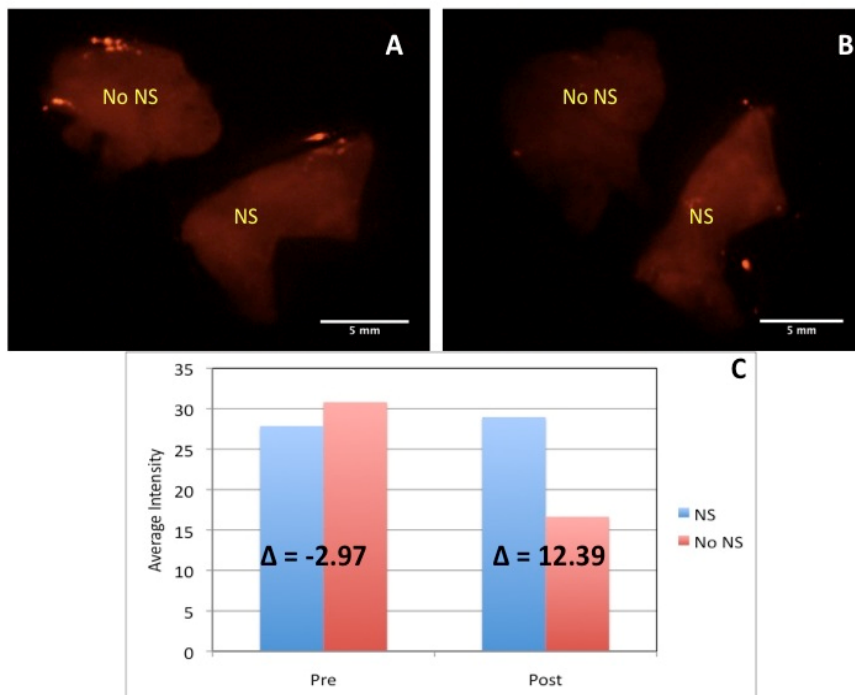 A
No NS
NS
5 mm
B
No NS
NS
5 mm
C
35
30
25
20
15
10
5
0
Average Intensity
Δ = -2.97
Δ = 12.39
Pre
Post
NS
No NS